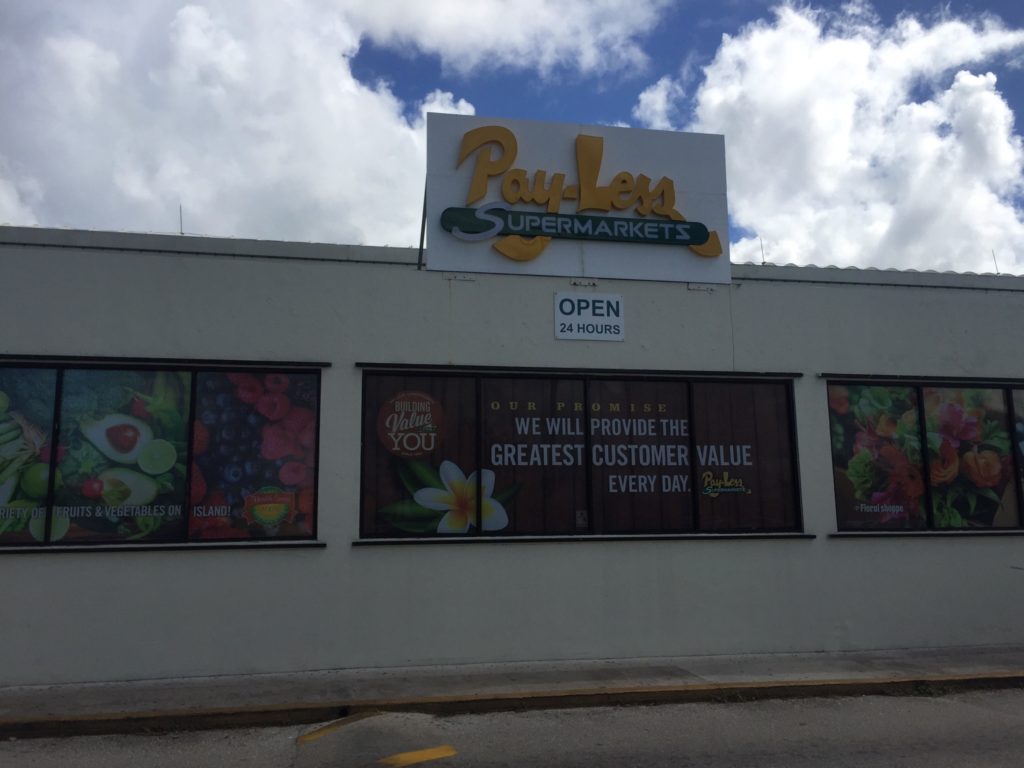 Pay-Less
SUPERMARKETS
OPEN
24 HOURS
BUILDING
Value
YOU
OUR PROMISE
WE WILL PROVIDE THE
GREATEST CUSTOMER VALUE
EVERY DAY.
Pay-Less
SUPERMARKETS
OF FRUITS & VEGETABLES ON ISLAND!
Floral shoppe